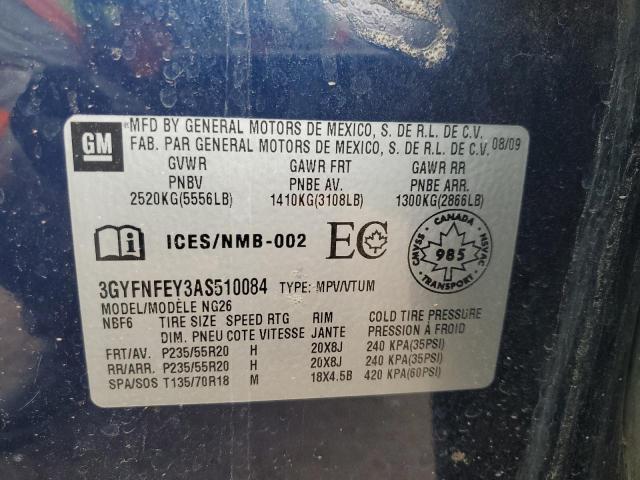 GM
MFD BY GENERAL MOTORS DE MEXICO, S. DE R.L. DE C.V.
FAB. PAR GENERAL MOTORS DE MEXICO, S. DE R.L. DE C.V. 08/09
GVWR GAWR FRT GAWR RR
PNBV PNBE AV. PNBE ARR.
2520KG(5556LB) 1410KG(3108LB) 1300KG(2866LB)
i ICES/NMB-002 EC CANADA 985 CMVSS NSVAC
3GYFNFEY3AS510084 TYPE: MPV/VTUM
MODEL/MODÈLE NG26
NBF6 TIRE SIZE SPEED RTG RIM COLD TIRE PRESSURE
DIM. PNEU COTE VITESSE JANTE PRESSION À FROID
FRT/AV. P235/55R20 H 20X8J 240 KPA(35PSI)
RR/ARR. P235/55R20 H 20X8J 240 KPA(35PSI)
SPA/SOS T135/70R18 M 18X4.5B 420 KPA(60PSI)